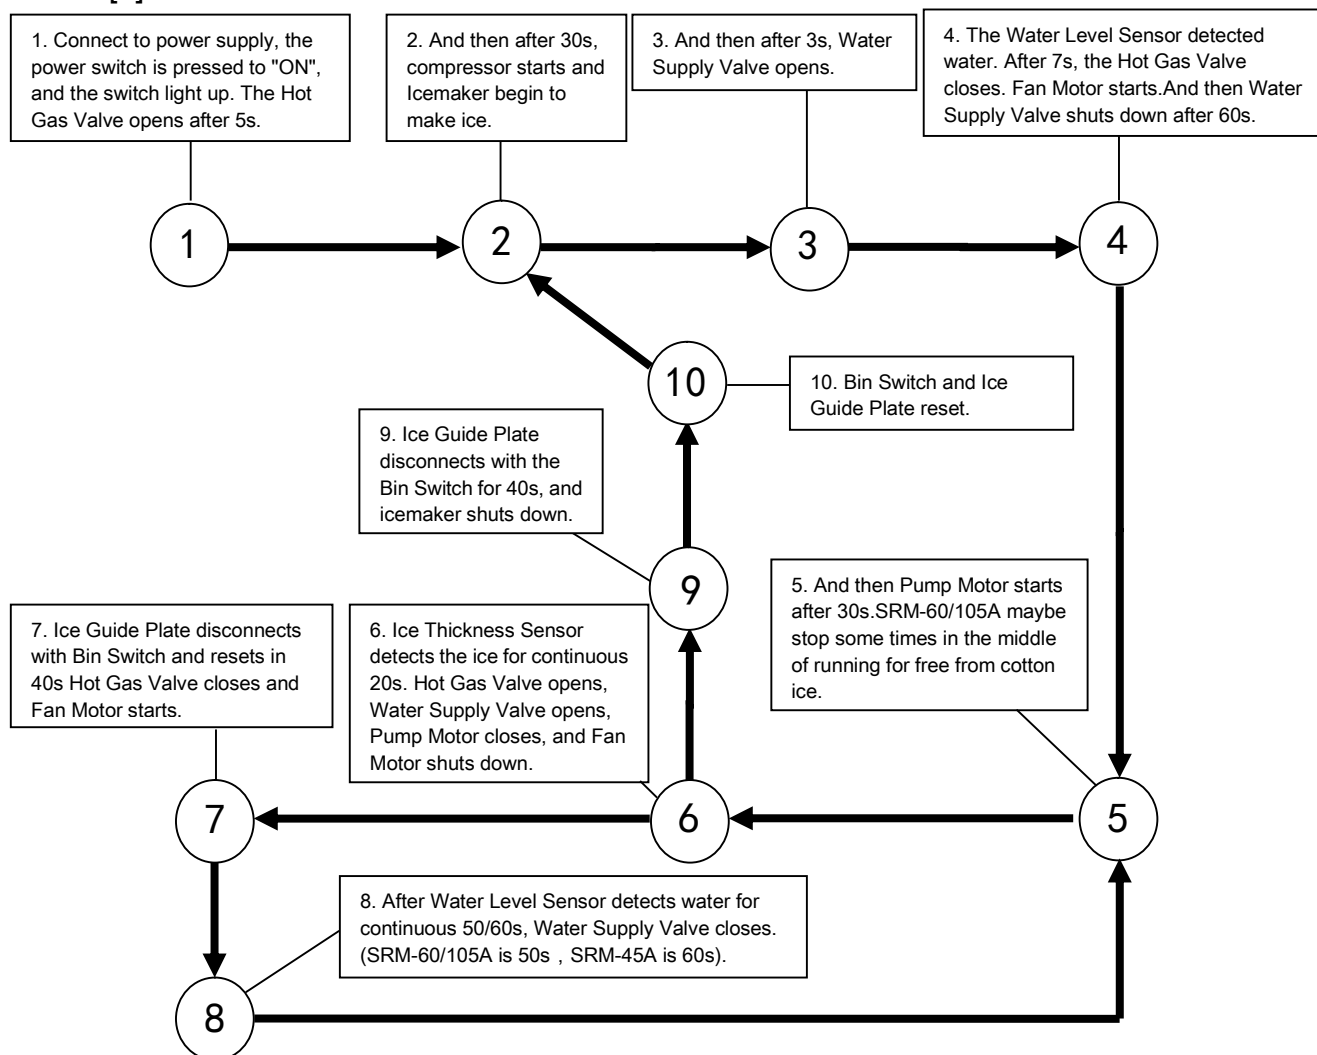 1. Connect to power supply, the
power switch is pressed to "ON",
and the switch light up. The Hot
Gas Valve opens after 5s.
2. And then after 30s,
compressor starts and
Icemaker begin to
make ice.
3. And then after 3s, Water
Supply Valve opens.
4. The Water Level Sensor detected
water. After 7s, the Hot Gas Valve
closes. Fan Motor starts.And then Water
Supply Valve shuts down after 60s.
1
2
3
4
10
10. Bin Switch and Ice
Guide Plate reset.
9. Ice Guide Plate
disconnects with the
Bin Switch for 40s, and
icemaker shuts down.
9
5. And then Pump Motor starts
after 30s.SRM-60/105A maybe
stop some times in the middle
of running for free from cotton
ice.
7. Ice Guide Plate disconnects
with Bin Switch and resets in
40s Hot Gas Valve closes and
Fan Motor starts.
6. Ice Thickness Sensor
detects the ice for continuous
20s. Hot Gas Valve opens,
Water Supply Valve opens,
Pump Motor closes, and Fan
Motor shuts down.
7
6
5
8. After Water Level Sensor detects water for
continuous 50/60s, Water Supply Valve closes.
(SRM-60/105A is 50s , SRM-45A is 60s).
8